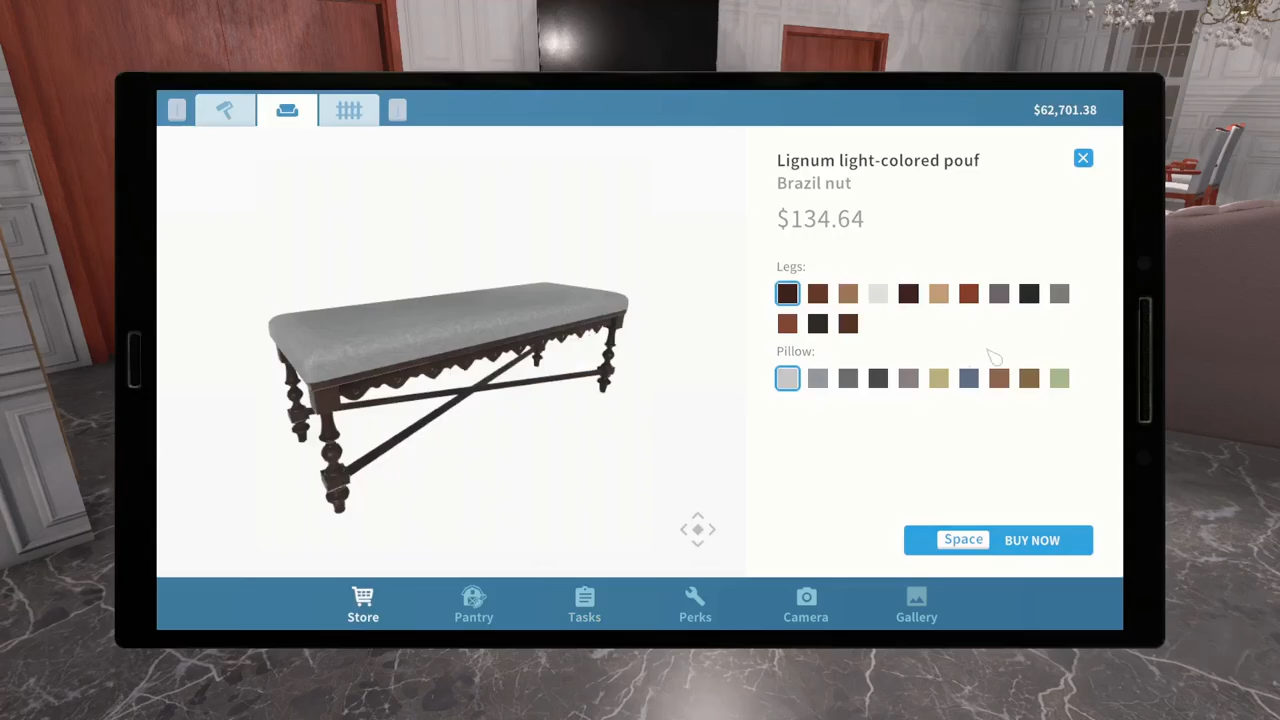 $62,701.38
Lignum light-colored pouf
Brazil nut
$134.64
Legs:
Pillow:
Space BUY NOW
Store Pantry Tasks Perks Camera Gallery